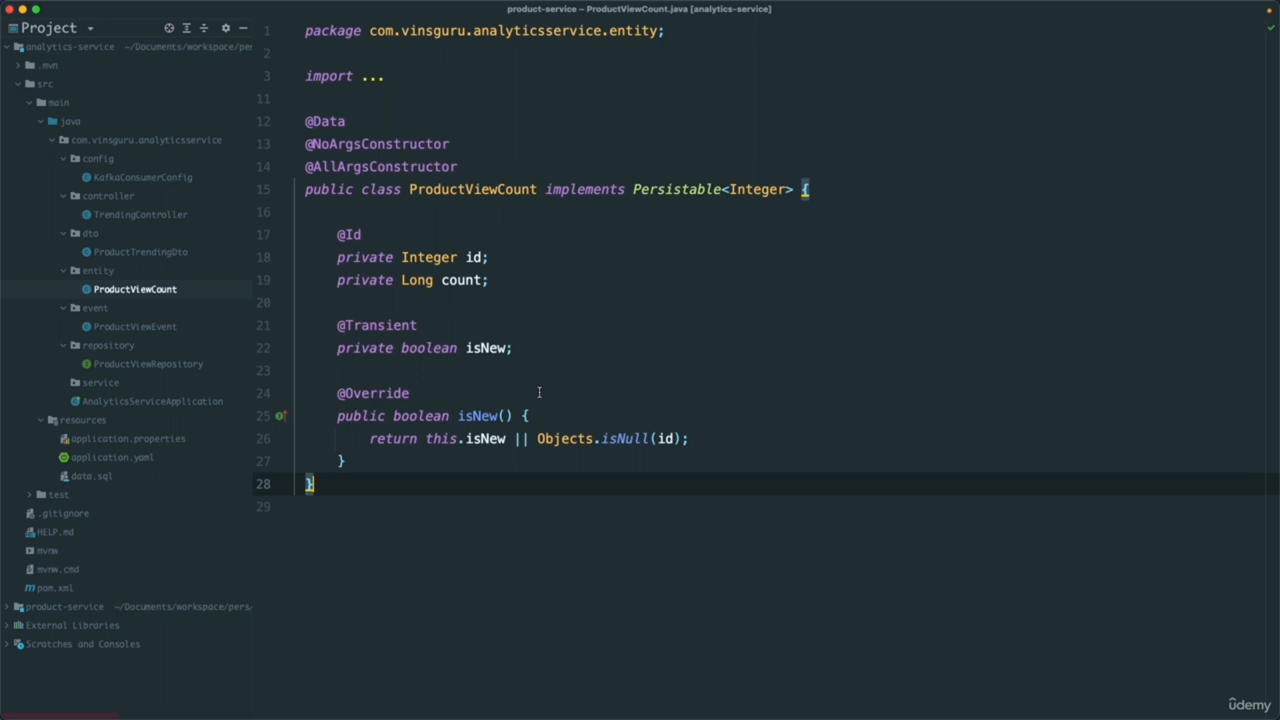 product-service – ProductViewCount.java [analytics-service]
Project
analytics-service ~/Documents/workspace/per
.mvn
src
main
java
com.vinsguru.analyticsservice
config
KafkaConsumerConfig
controller
TrendingController
dto
ProductTrendingDto
entity
ProductViewCount
event
ProductViewEvent
repository
ProductViewRepository
service
AnalyticsServiceApplication
resources
application.properties
application.yaml
data.sql
test
.gitignore
HELP.md
mvnw
mvnw.cmd
pom.xml
product-service ~/Documents/workspace/pers/
External Libraries
Scratches and Consoles
1 package com.vinsguru.analyticsservice.entity;
2
3 import ...
11
12 @Data
13 @NoArgsConstructor
14 @AllArgsConstructor
15 public class ProductViewCount implements Persistable<Integer> {
16
17 @Id
18 private Integer id;
19 private Long count;
20
21 @Transient
22 private boolean isNew;
23
24 @Override
25 public boolean isNew() {
26 return this.isNew || Objects.isNull(id);
27 }
28 }
29
ûdemy